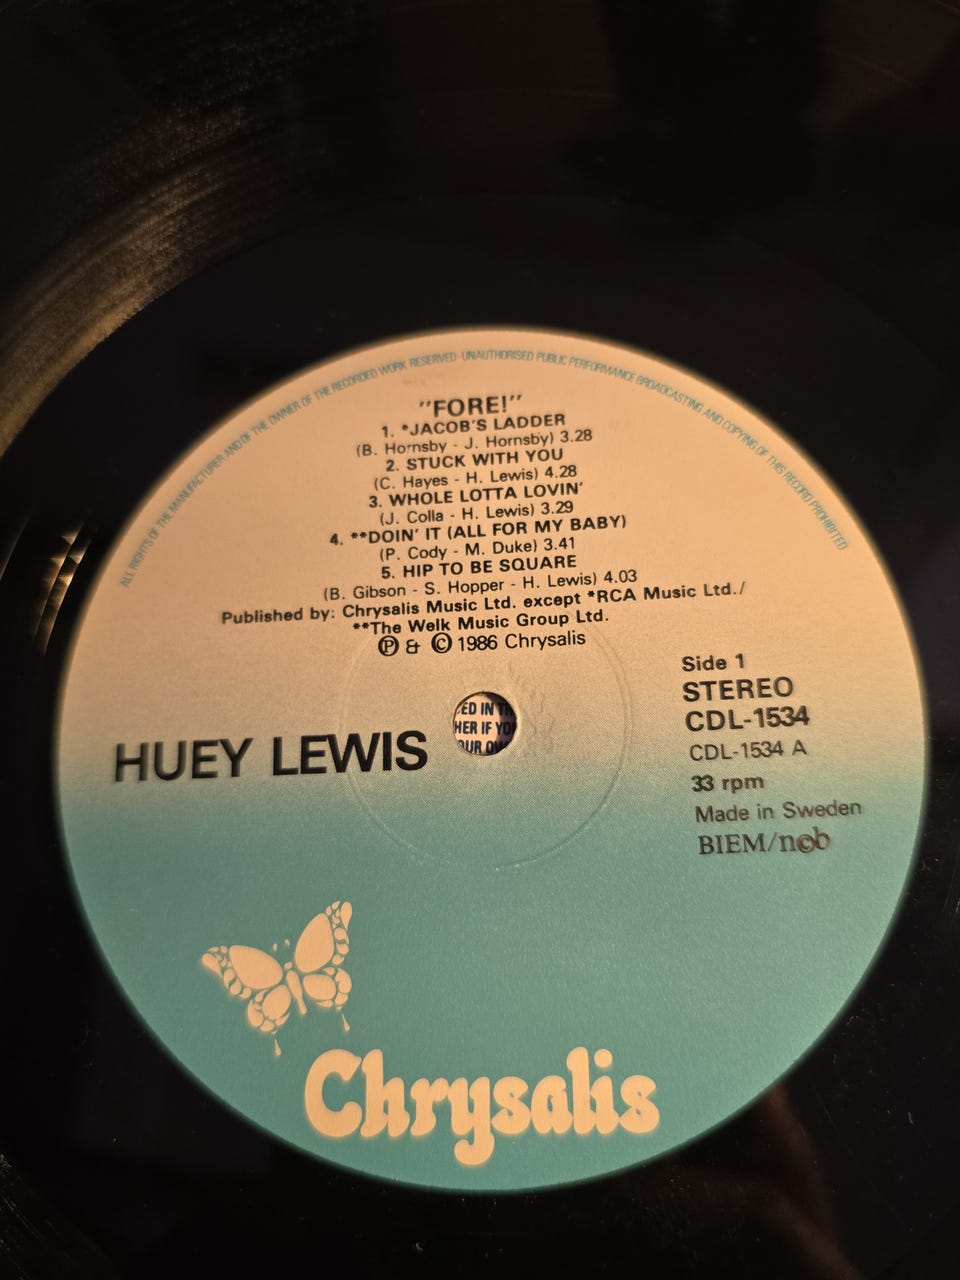 ALL RIGHTS OF THE MANUFACTURER AND OF THE OWNER OF THE RECORDED WORK RESERVED · UNAUTHORISED PUBLIC PERFORMANCE BROADCASTING AND COPYING OF THIS RECORD PROHIBITED
"FORE!"
1. *JACOB'S LADDER
(B. Hornsby - J. Hornsby) 3.28
2. STUCK WITH YOU
(C. Hayes - H. Lewis) 4.28
3. WHOLE LOTTA LOVIN'
(J. Colla - H. Lewis) 3.29
4. **DOIN' IT (ALL FOR MY BABY)
(P. Cody - M. Duke) 3.41
5. HIP TO BE SQUARE
(B. Gibson - S. Hopper - H. Lewis) 4.03
Published by: Chrysalis Music Ltd. except *RCA Music Ltd./
**The Welk Music Group Ltd.
Ⓟ & © 1986 Chrysalis
HUEY LEWIS
ED IN
HER IF
Side 1
STEREO
CDL-1534
CDL-1534 A
33 rpm
Made in Sweden
BIEM/ncb
Chrysalis